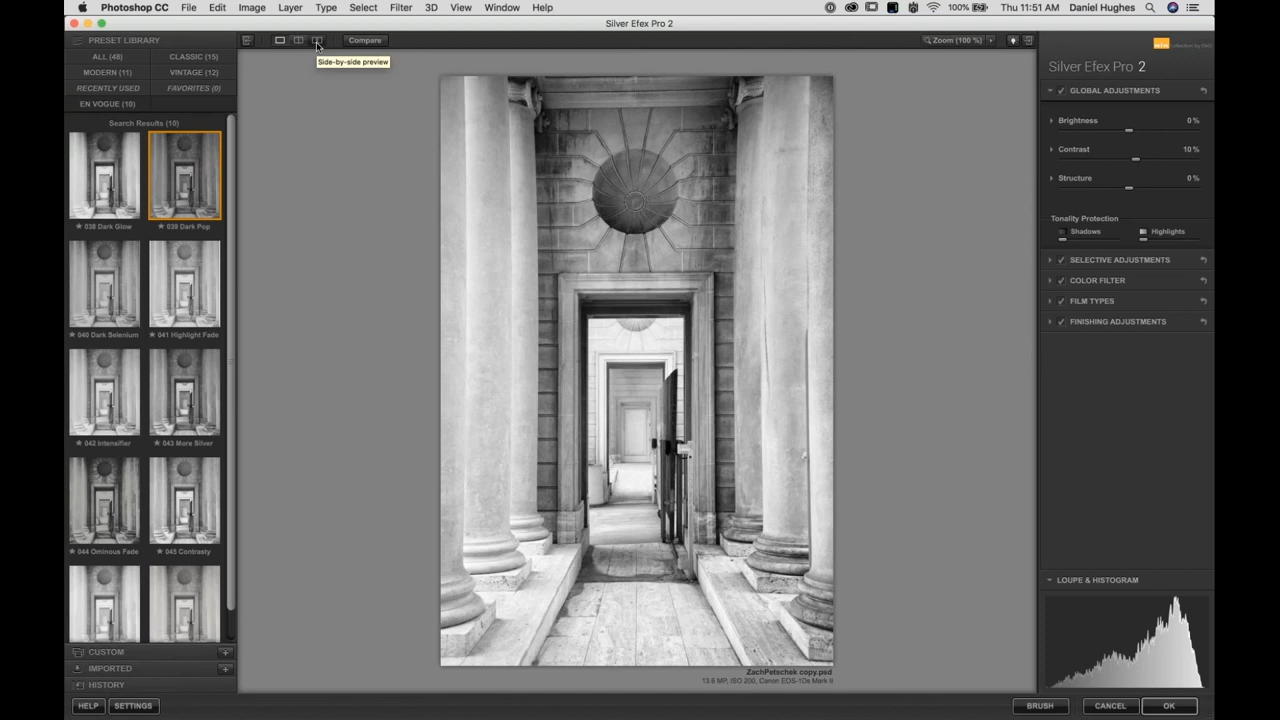 Photoshop CC File Edit Image Layer Type Select Filter 3D View Window Help 100% Thu 11:51 AM Daniel Hughes
Silver Efex Pro 2
PRESET LIBRARY
Compare
Zoom (100 %)
Side-by-side preview
ALL (48) CLASSIC (15)
MODERN (11) VINTAGE (12)
RECENTLY USED FAVORITES (0)
EN VOGUE (10)
Search Results (10)
★ 038 Dark Glow ★ 039 Dark Pop
★ 040 Dark Selenium ★ 041 Highlight Fade
★ 042 Intensifier ★ 043 More Silver
★ 044 Ominous Fade ★ 045 Contrasty
CUSTOM
IMPORTED
HISTORY
HELP SETTINGS
ZachPetschek copy.psd
13.6 MP, ISO 200, Canon EOS-1Ds Mark II
collection by DxO
Silver Efex Pro 2
GLOBAL ADJUSTMENTS
Brightness 0 %
Contrast 10 %
Structure 0 %
Tonality Protection
Shadows Highlights
SELECTIVE ADJUSTMENTS
COLOR FILTER
FILM TYPES
FINISHING ADJUSTMENTS
LOUPE & HISTOGRAM
BRUSH CANCEL OK